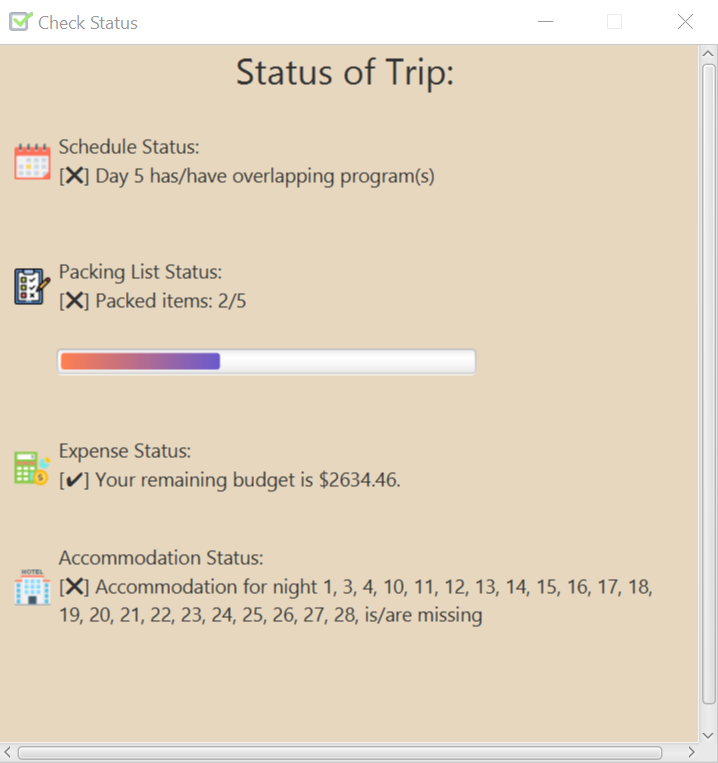 Check Status
Status of Trip:
Schedule Status:
[❌] Day 5 has/have overlapping program(s)
Packing List Status:
[❌] Packed items: 2/5
Expense Status:
[✔] Your remaining budget is $2634.46.
HOTEL
Accommodation Status:
[❌] Accommodation for night 1, 3, 4, 10, 11, 12, 13, 14, 15, 16, 17, 18,
19, 20, 21, 22, 23, 24, 25, 26, 27, 28, is/are missing